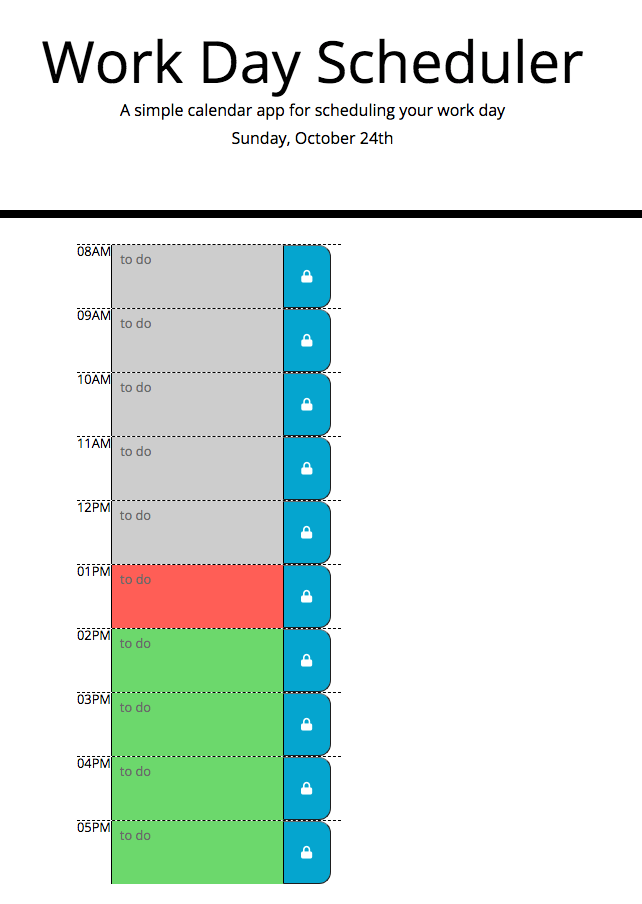 Work Day Scheduler
A simple calendar app for scheduling your work day
Sunday, October 24th
08AM to do
09AM to do
10AM to do
11AM to do
12PM to do
01PM to do
02PM to do
03PM to do
04PM to do
05PM to do